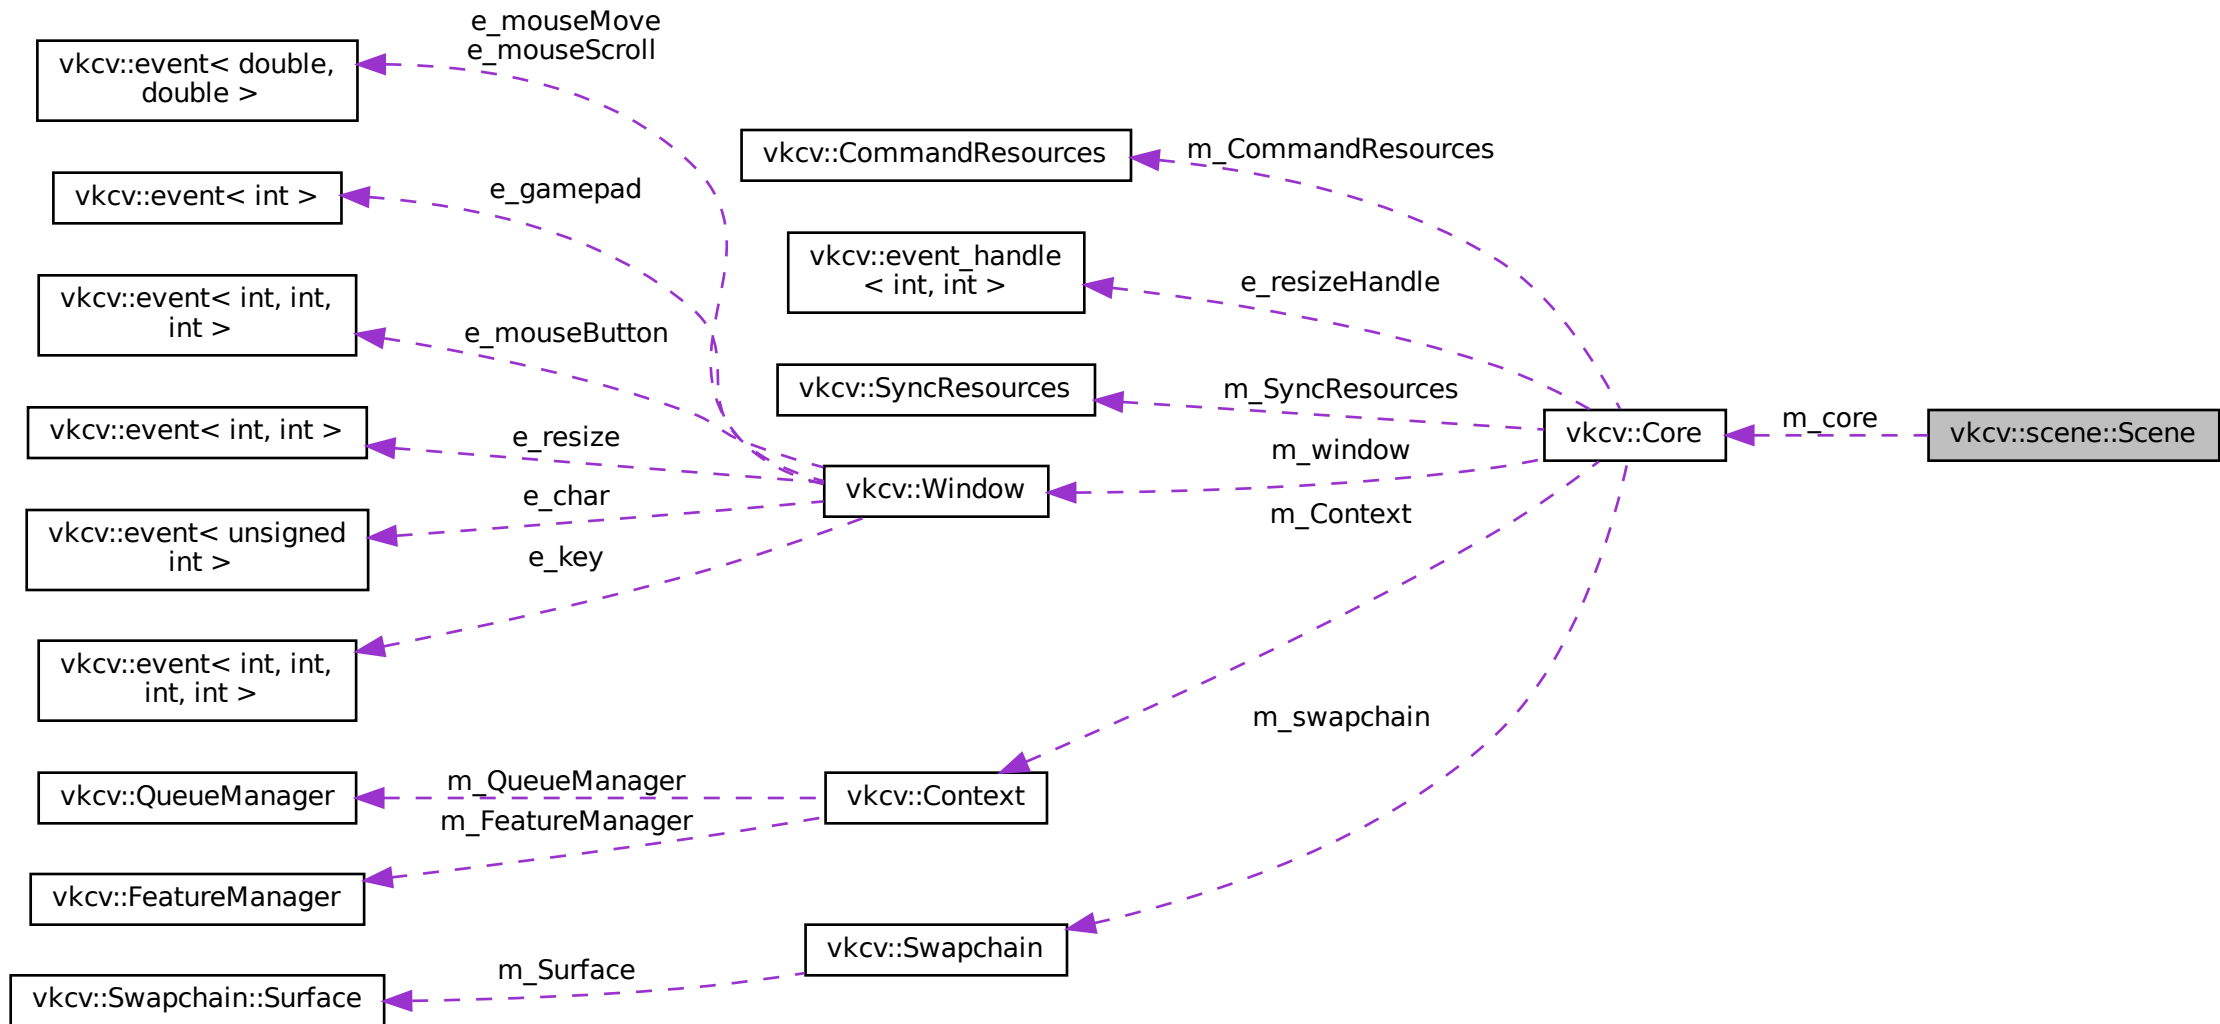 e_mouseMove
e_mouseScroll
vkcv::event< double,
double >
vkcv::CommandResources
m_CommandResources
vkcv::event< int >
e_gamepad
vkcv::event_handle
< int, int >
e_resizeHandle
vkcv::event< int, int,
int >
e_mouseButton
vkcv::SyncResources
m_SyncResources
vkcv::Core
m_core
vkcv::scene::Scene
vkcv::event< int, int >
e_resize
m_window
vkcv::Window
e_char
m_Context
vkcv::event< unsigned
int >
e_key
vkcv::event< int, int,
int, int >
m_swapchain
vkcv::QueueManager
m_QueueManager
vkcv::Context
m_FeatureManager
vkcv::FeatureManager
vkcv::Swapchain
m_Surface
vkcv::Swapchain::Surface